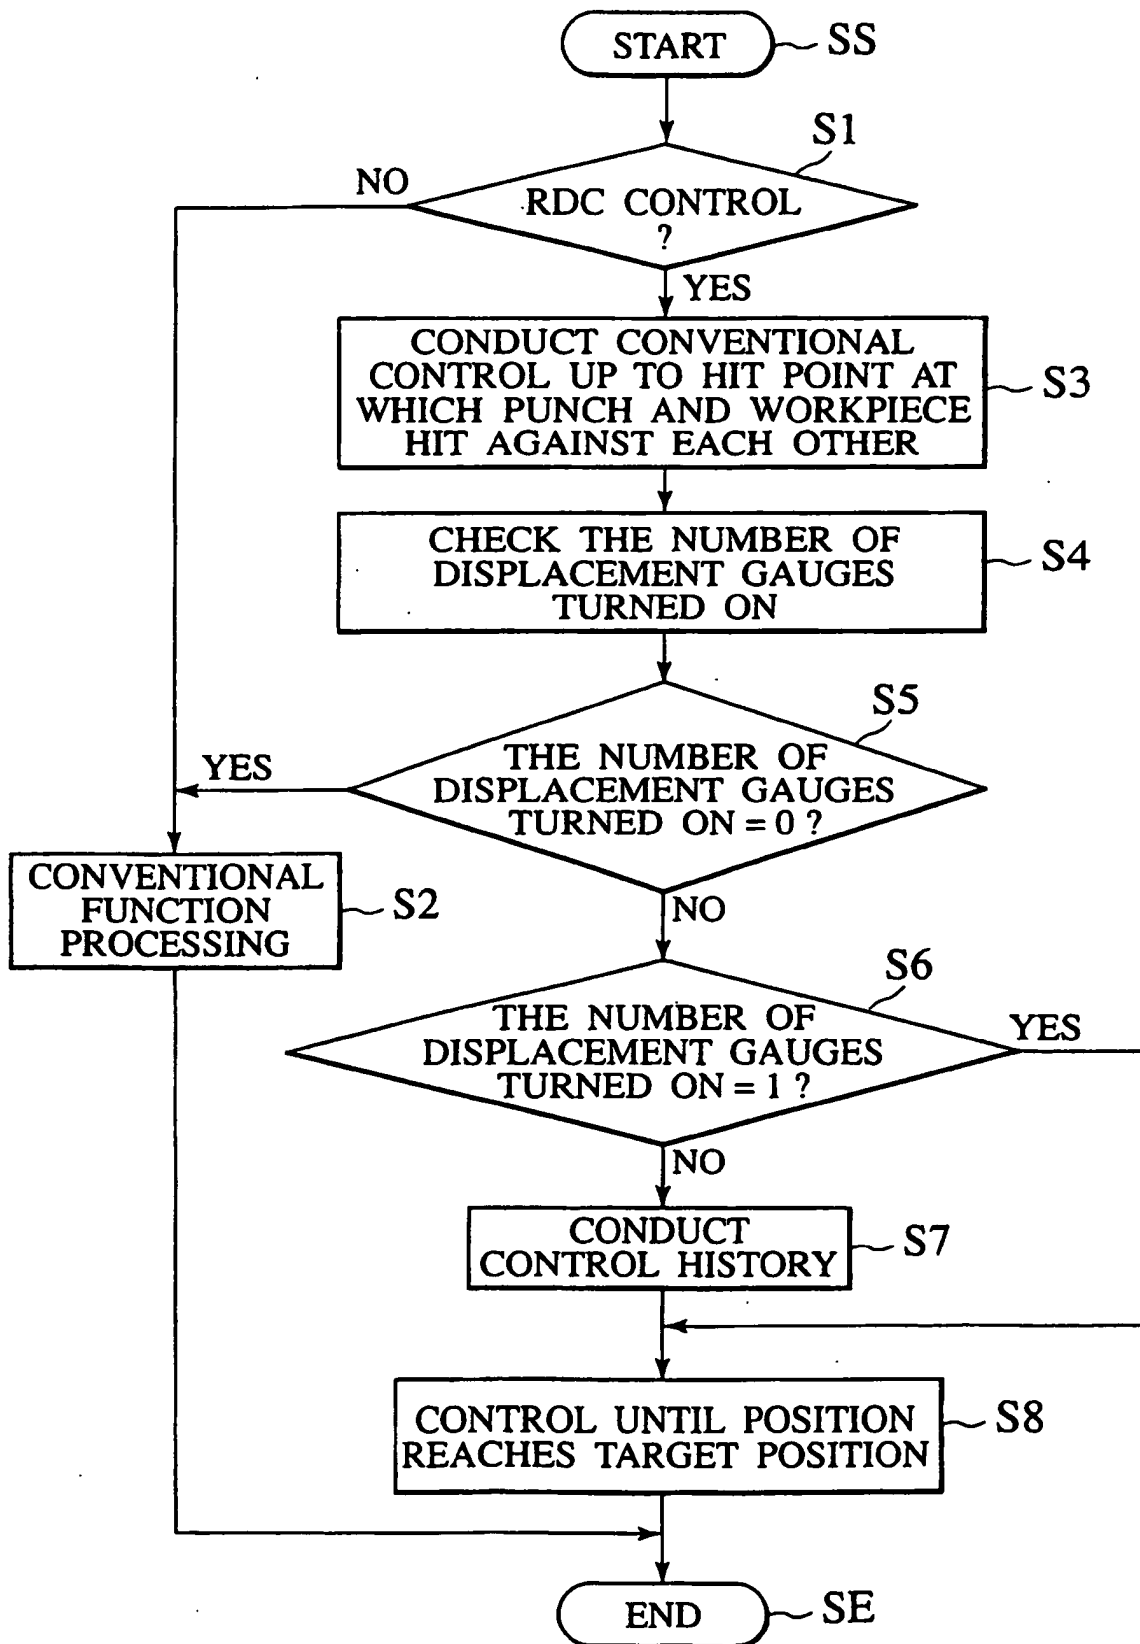 START
SS
S1
NO
RDC CONTROL
?
YES
CONDUCT CONVENTIONAL
CONTROL UP TO HIT POINT AT
WHICH PUNCH AND WORKPIECE
HIT AGAINST EACH OTHER
S3
CHECK THE NUMBER OF
DISPLACEMENT GAUGES
TURNED ON
S4
S5
YES
THE NUMBER OF
DISPLACEMENT GAUGES
TURNED ON = 0 ?
CONVENTIONAL
FUNCTION
PROCESSING
S2
NO
S6
THE NUMBER OF
DISPLACEMENT GAUGES
TURNED ON = 1 ?
YES
NO
CONDUCT
CONTROL HISTORY
S7
CONTROL UNTIL POSITION
REACHES TARGET POSITION
S8
END
SE